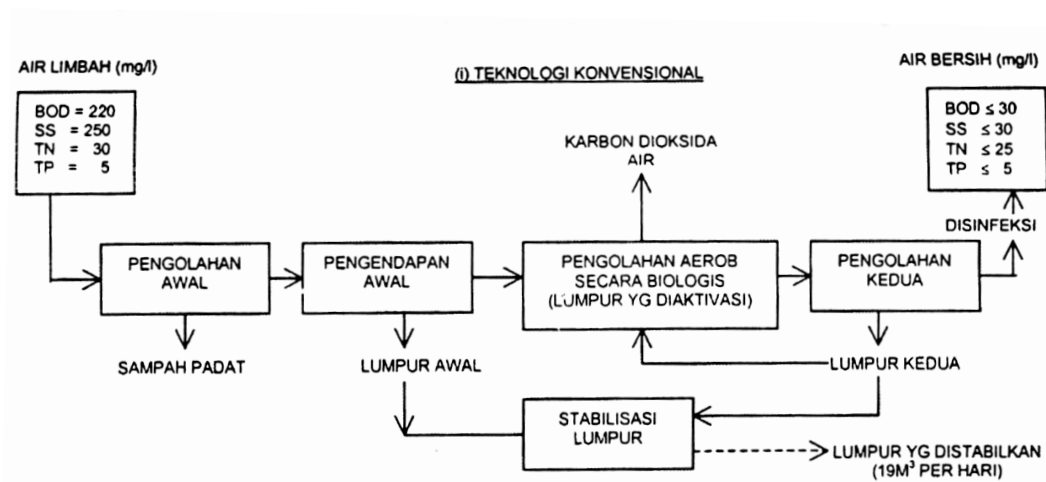 AIR LIMBAH (mg/l)
(i) TEKNOLOGI KONVENSIONAL
AIR BERSIH (mg/l)
BOD = 220
SS = 250
TN = 30
TP = 5
BOD ≤ 30
SS ≤ 30
TN ≤ 25
TP ≤ 5
KARBON DIOKSIDA
AIR
DISINFEKSI
PENGOLAHAN
AWAL
PENGENDAPAN
AWAL
PENGOLAHAN AEROB
SECARA BIOLOGIS
(LUMPUR YG DIAKTIVASI)
PENGOLAHAN
KEDUA
SAMPAH PADAT
LUMPUR AWAL
LUMPUR KEDUA
STABILISASI
LUMPUR
LUMPUR YG DISTABILKAN
(19M³ PER HARI)